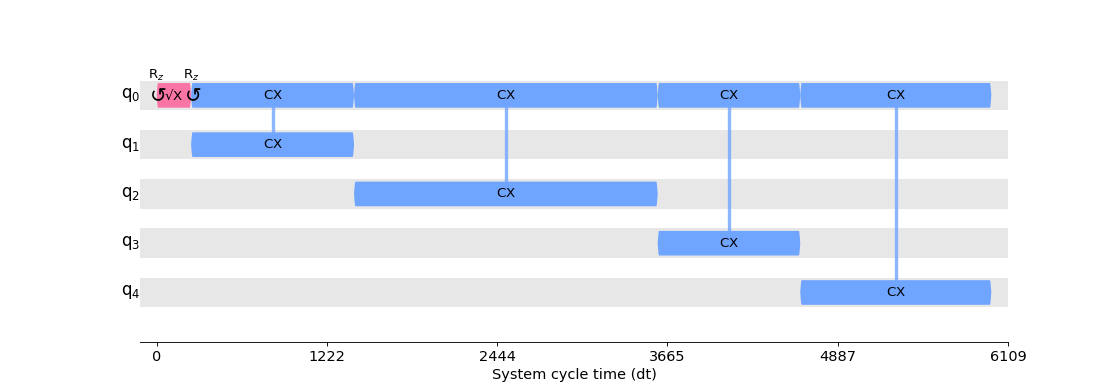 R_z R_z
q_0 ↺ √X ↺ CX CX CX CX
q_1 CX
q_2 CX
q_3 CX
q_4 CX
0 1222 2444 3665 4887 6109
System cycle time (dt)